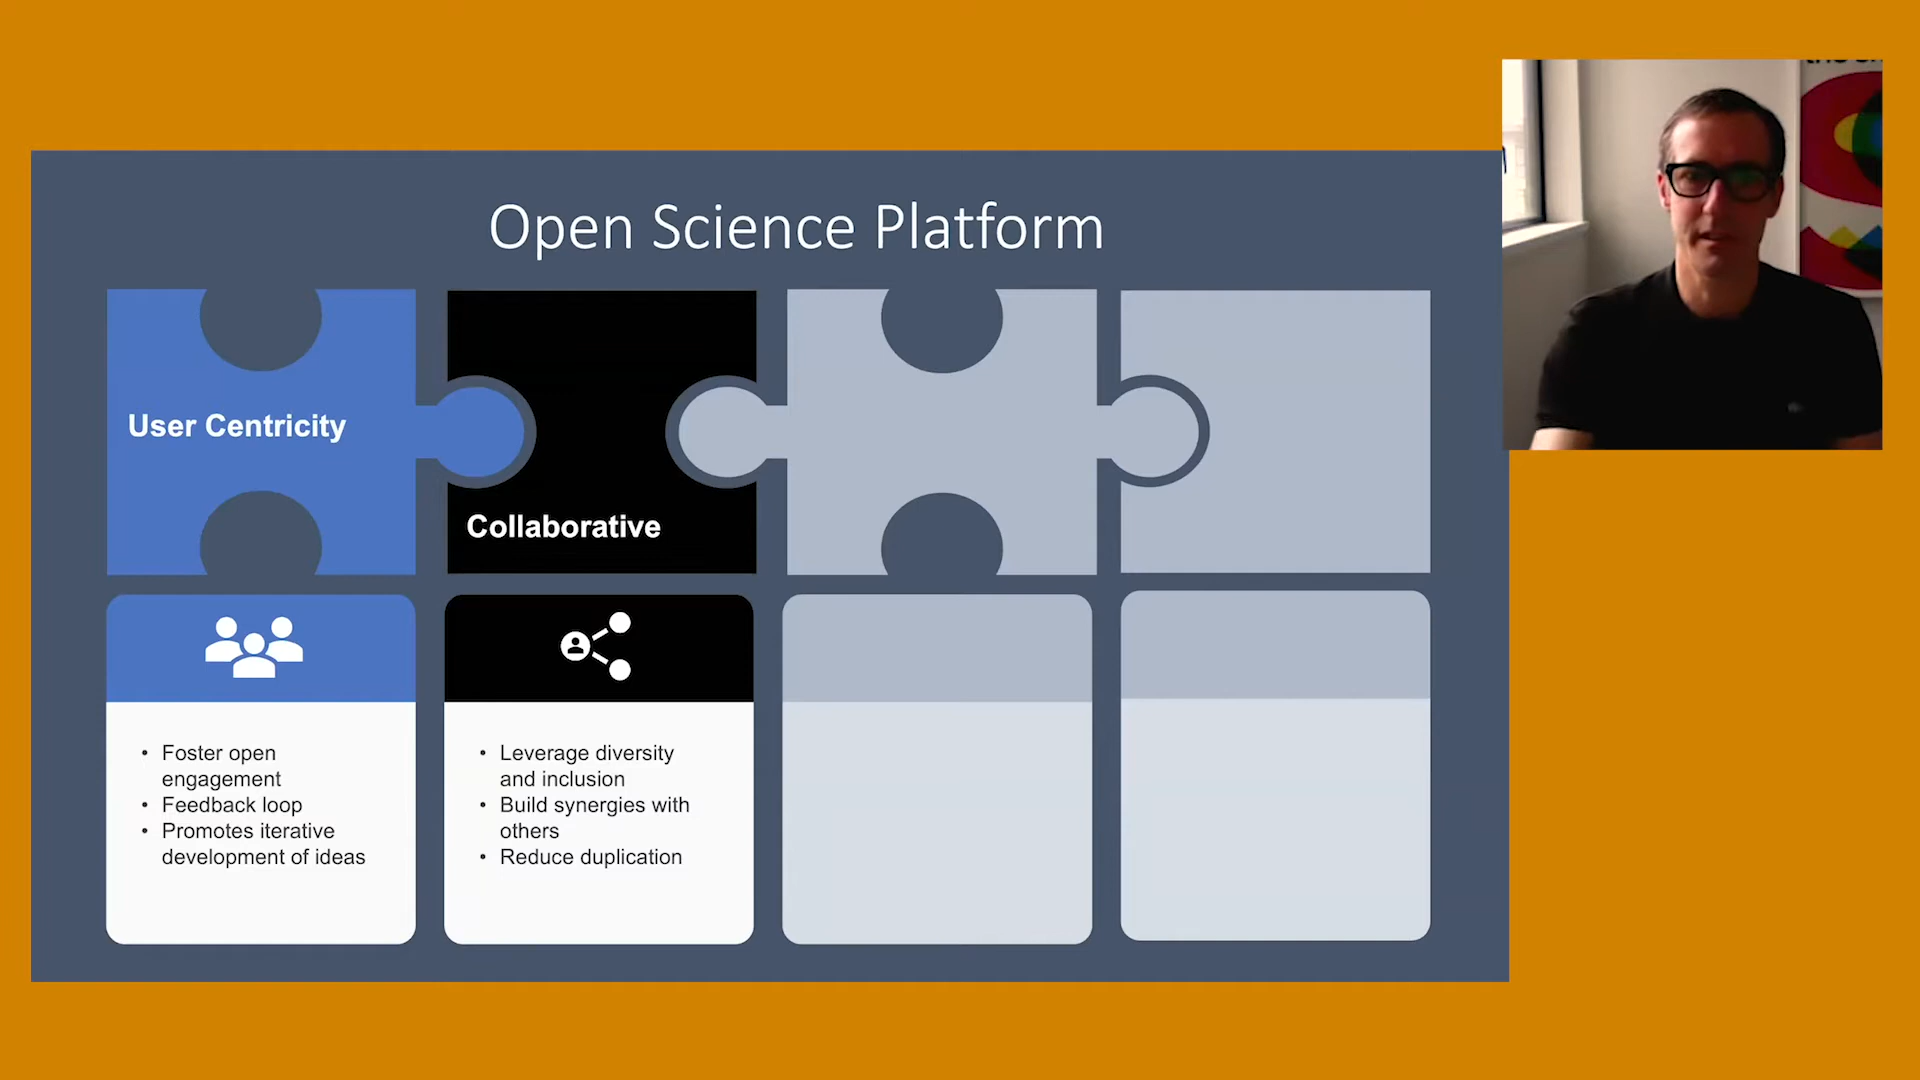 Open Science Platform
User Centricity
Collaborative
• Foster open
engagement
• Feedback loop
• Promotes iterative
development of ideas
• Leverage diversity
and inclusion
• Build synergies with
others
• Reduce duplication